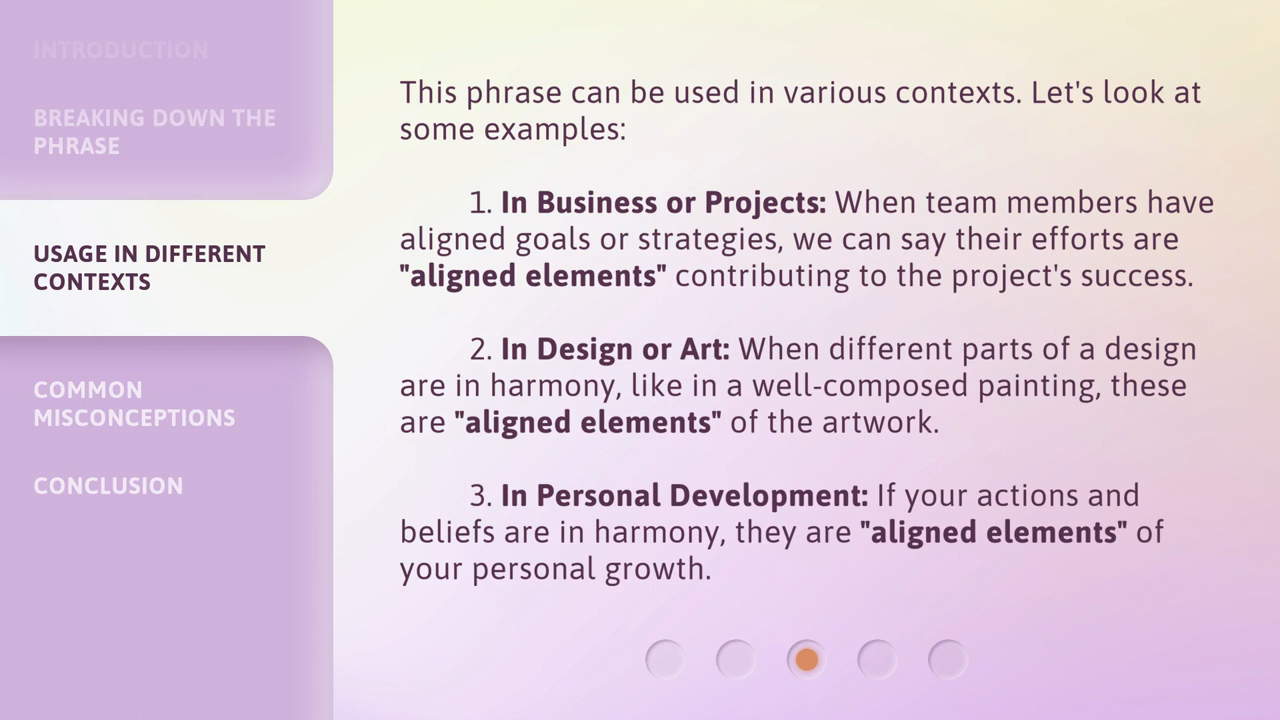 INTRODUCTION
BREAKING DOWN THE
PHRASE
USAGE IN DIFFERENT
CONTEXTS
COMMON
MISCONCEPTIONS
CONCLUSION
This phrase can be used in various contexts. Let's look at
some examples:
1. In Business or Projects: When team members have
aligned goals or strategies, we can say their efforts are
"aligned elements" contributing to the project's success.
2. In Design or Art: When different parts of a design
are in harmony, like in a well-composed painting, these
are "aligned elements" of the artwork.
3. In Personal Development: If your actions and
beliefs are in harmony, they are "aligned elements" of
your personal growth.